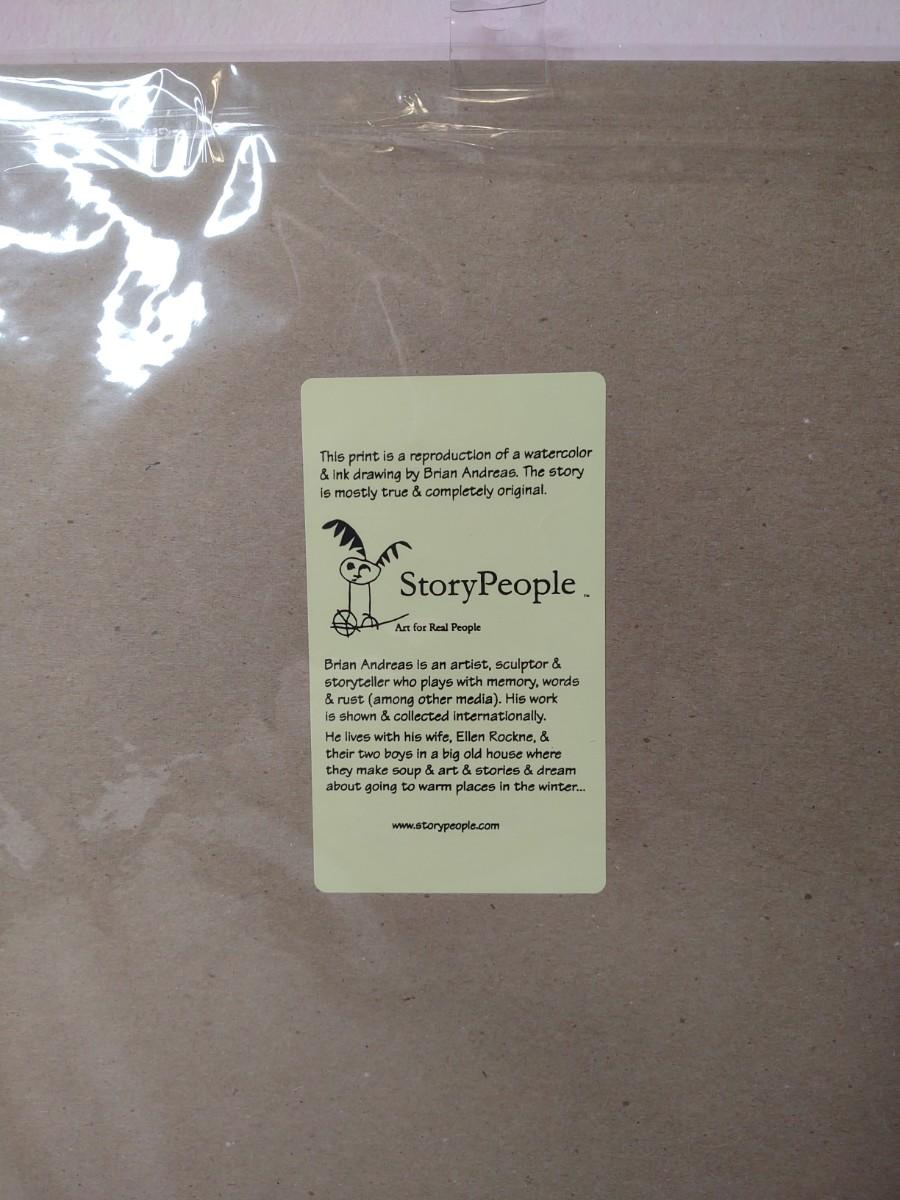 This print is a reproduction of a watercolor
& ink drawing by Brian Andreas. The story
is mostly true & completely original.
StoryPeople ™
Art for Real People
Brian Andreas is an artist, sculptor &
storyteller who plays with memory, words
& rust (among other media). His work
is shown & collected internationally.
He lives with his wife, Ellen Rockne, &
their two boys in a big old house where
they make soup & art & stories & dream
about going to warm places in the winter...
www.storypeople.com